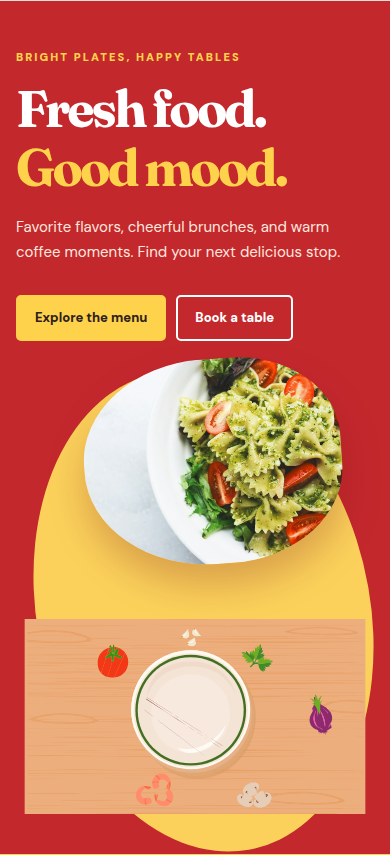 BRIGHT PLATES, HAPPY TABLES
Fresh food.
Good mood.
Favorite flavors, cheerful brunches, and warm
coffee moments. Find your next delicious stop.
Explore the menu
Book a table